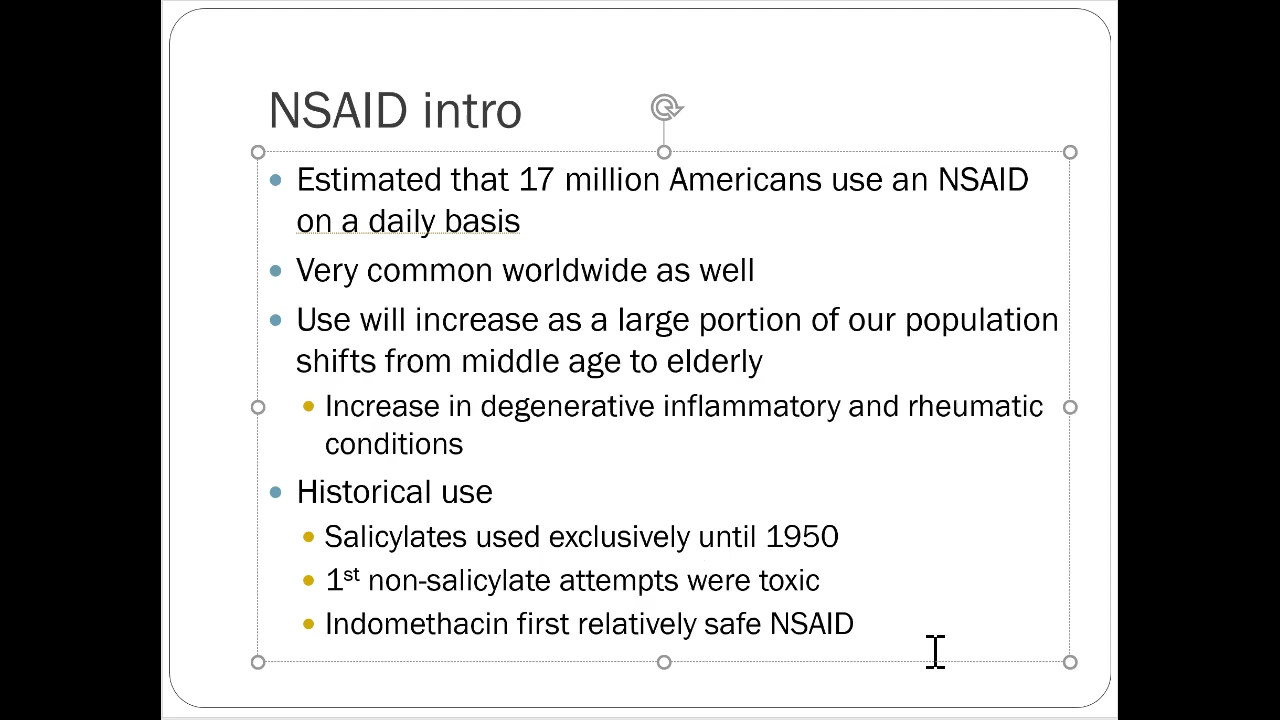 NSAID intro
Estimated that 17 million Americans use an NSAID
on a daily basis
Very common worldwide as well
Use will increase as a large portion of our population
shifts from middle age to elderly
Increase in degenerative inflammatory and rheumatic
conditions
Historical use
Salicylates used exclusively until 1950
1st non-salicylate attempts were toxic
Indomethacin first relatively safe NSAID